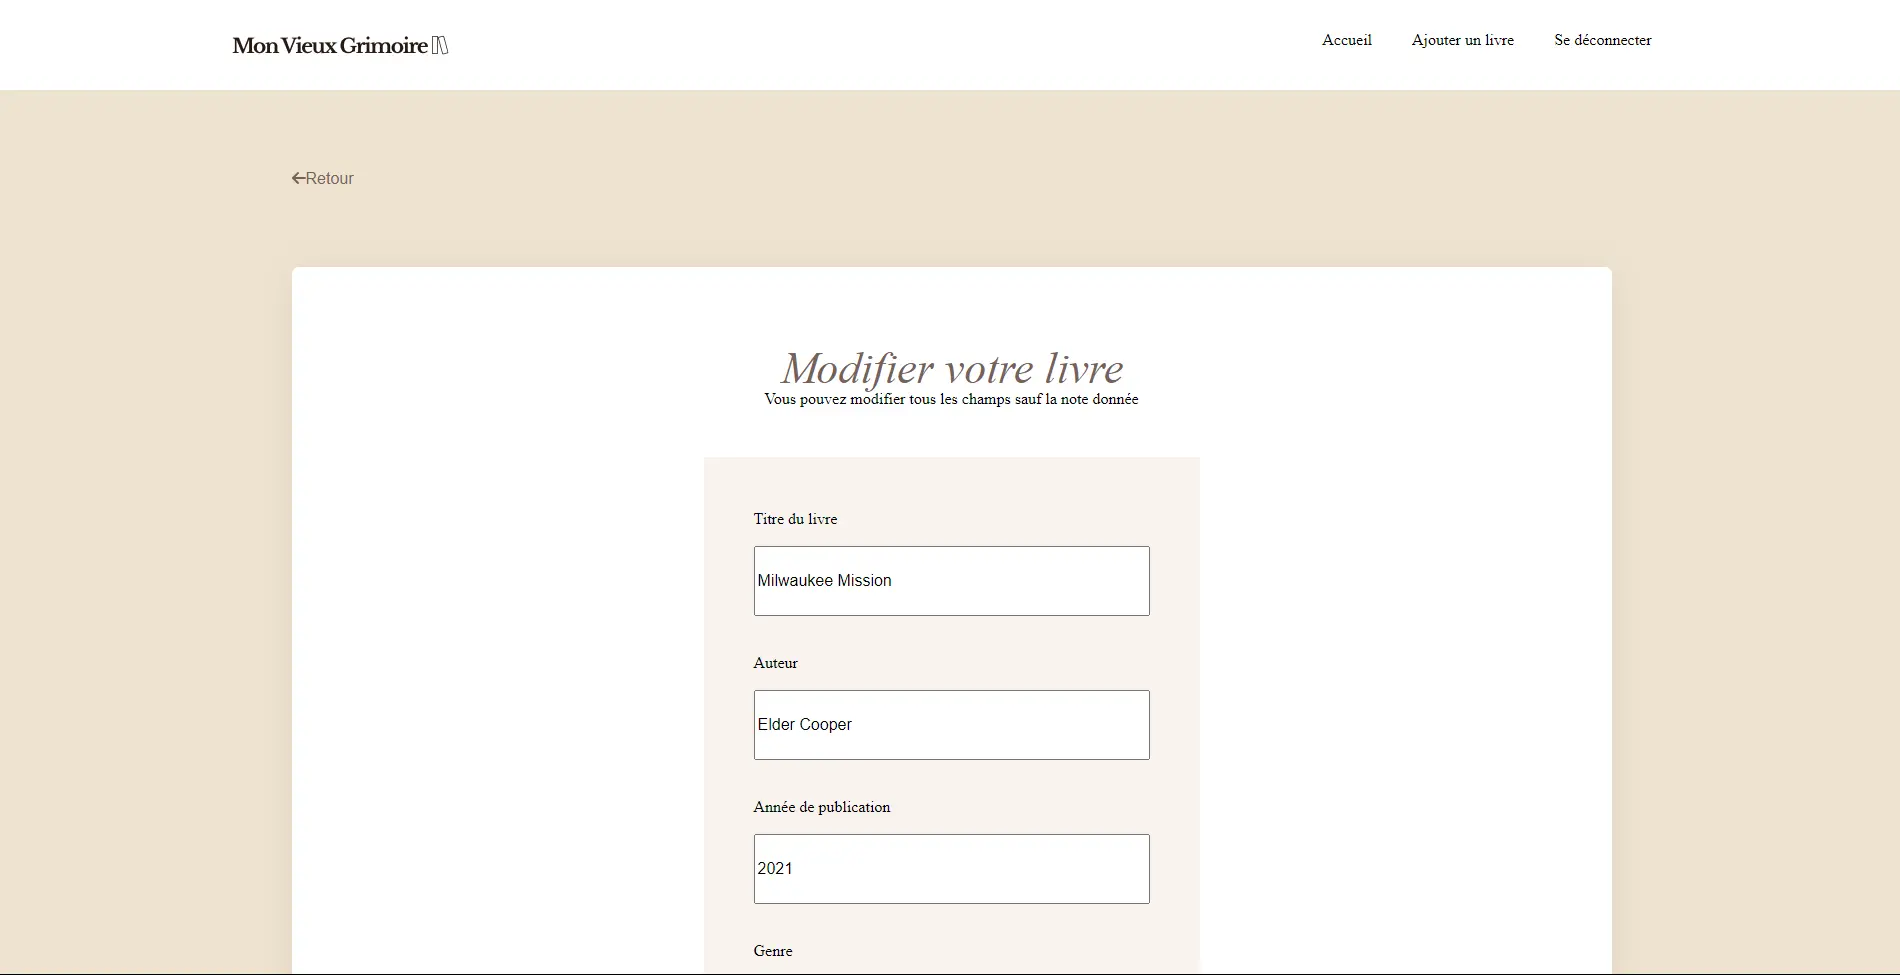 Mon Vieux Grimoire
Accueil Ajouter un livre Se déconnecter
Retour
Modifier votre livre
Vous pouvez modifier tous les champs sauf la note donnée
Titre du livre
Milwaukee Mission
Auteur
Elder Cooper
Année de publication
2021
Genre